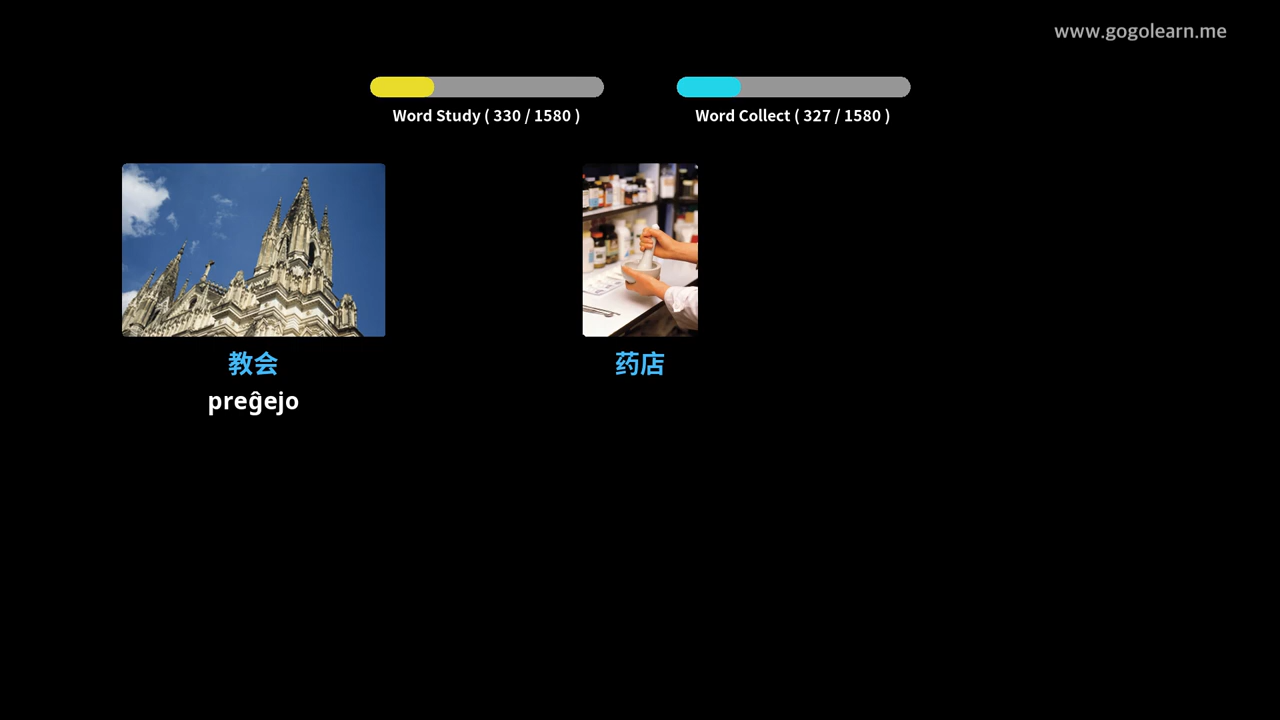 www.gogolearn.me
Word Study ( 330 / 1580 )
Word Collect ( 327 / 1580 )
教会
preĝejo
药店